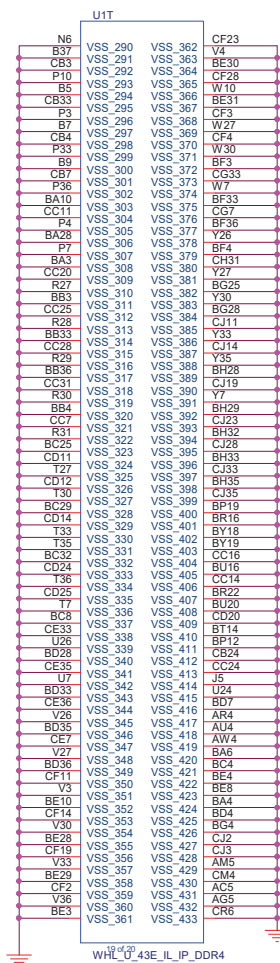 U1T
N6 VSS_290 VSS_362 CF23
B37 VSS_291 VSS_363 V4
CB3 VSS_292 VSS_364 BE30
P10 VSS_293 VSS_365 CF28
B5 VSS_294 VSS_366 W10
CB33 VSS_295 VSS_367 BE31
P3 VSS_296 VSS_368 CF3
B7 VSS_297 VSS_369 W27
CB4 VSS_298 VSS_370 CF4
P33 VSS_299 VSS_371 W30
B9 VSS_300 VSS_372 BF3
CB7 VSS_301 VSS_373 CG33
P36 VSS_302 VSS_374 W7
BA10 VSS_303 VSS_375 BF33
CC11 VSS_304 VSS_376 CG7
P4 VSS_305 VSS_377 BF36
BA28 VSS_306 VSS_378 Y26
P7 VSS_307 VSS_379 BF4
BA3 VSS_308 VSS_380 CH31
CC20 VSS_309 VSS_381 Y27
R27 VSS_310 VSS_382 BG25
BB3 VSS_311 VSS_383 Y30
CC25 VSS_312 VSS_384 BG28
R28 VSS_313 VSS_385 CJ11
BB33 VSS_314 VSS_386 Y33
CC28 VSS_315 VSS_387 CJ14
R29 VSS_316 VSS_388 Y35
BB36 VSS_317 VSS_389 BH28
CC31 VSS_318 VSS_390 CJ19
R30 VSS_319 VSS_391 Y7
BB4 VSS_320 VSS_392 BH29
CC7 VSS_321 VSS_393 CJ23
R31 VSS_322 VSS_394 BH32
BC25 VSS_323 VSS_395 CJ28
CD11 VSS_324 VSS_396 BH33
T27 VSS_325 VSS_397 CJ33
CD12 VSS_326 VSS_398 BH35
T30 VSS_327 VSS_399 CJ35
BC29 VSS_328 VSS_400 BP19
CD14 VSS_329 VSS_401 BR16
T33 VSS_330 VSS_402 BY18
T35 VSS_331 VSS_403 BY19
BC32 VSS_332 VSS_404 CC16
CD24 VSS_333 VSS_405 BU16
T36 VSS_334 VSS_406 CC14
CD25 VSS_335 VSS_407 BR22
T7 VSS_336 VSS_408 BU20
BC8 VSS_337 VSS_409 CD20
CE33 VSS_338 VSS_410 BT14
U26 VSS_339 VSS_411 BP12
BD28 VSS_340 VSS_412 CB24
CE35 VSS_341 VSS_413 CC24
U7 VSS_342 VSS_414 J5
BD33 VSS_343 VSS_415 U24
CE36 VSS_344 VSS_416 BD7
V26 VSS_345 VSS_417 AR4
BD35 VSS_346 VSS_418 AU4
CE7 VSS_347 VSS_419 AW4
V27 VSS_348 VSS_420 BA6
BD36 VSS_349 VSS_421 BC4
CF11 VSS_350 VSS_422 BE4
V3 VSS_351 VSS_423 BE8
BE10 VSS_352 VSS_424 BA4
CF14 VSS_353 VSS_425 BD4
V30 VSS_354 VSS_426 BG4
BE28 VSS_355 VSS_427 CJ2
CF19 VSS_356 VSS_428 CJ3
V33 VSS_357 VSS_429 AM5
BE29 VSS_358 VSS_430 CM4
CF2 VSS_359 VSS_431 AC5
V36 VSS_360 VSS_432 AG5
BE3 VSS_361 VSS_433 CR6
19 of 20
WHL_U_43E_IL_IP_DDR4